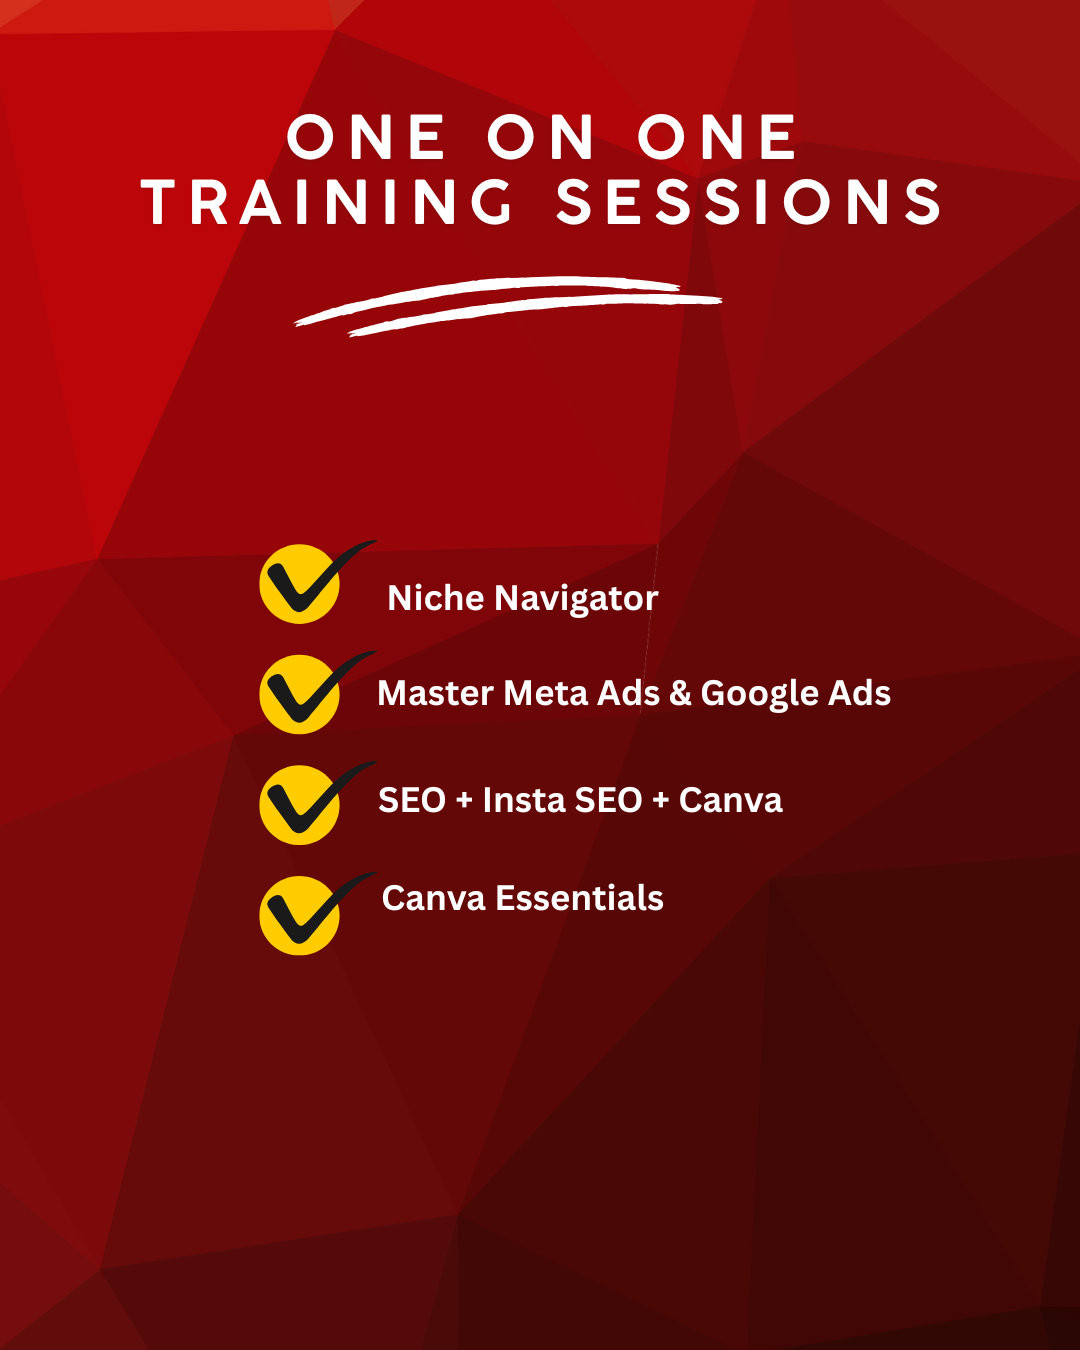 ONE ON ONE
TRAINING SESSIONS
Niche Navigator
Master Meta Ads & Google Ads
SEO + Insta SEO + Canva
Canva Essentials